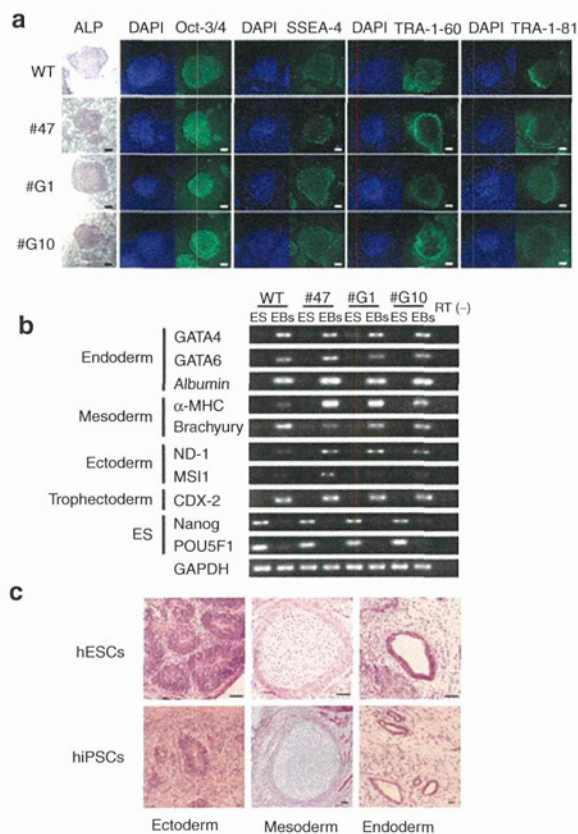 a
ALP DAPI Oct-3/4 DAPI SSEA-4 DAPI TRA-1-60 DAPI TRA-1-81
WT
#47
#G1
#G10
b
WT #47 #G1 #G10
ES EBs ES EBs ES EBs ES EBs RT (-)
Endoderm
GATA4
GATA6
Albumin
Mesoderm
α-MHC
Brachyury
Ectoderm
ND-1
MSI1
Trophectoderm
CDX-2
ES
Nanog
POU5F1
GAPDH
c
hESCs
hiPSCs
Ectoderm Mesoderm Endoderm